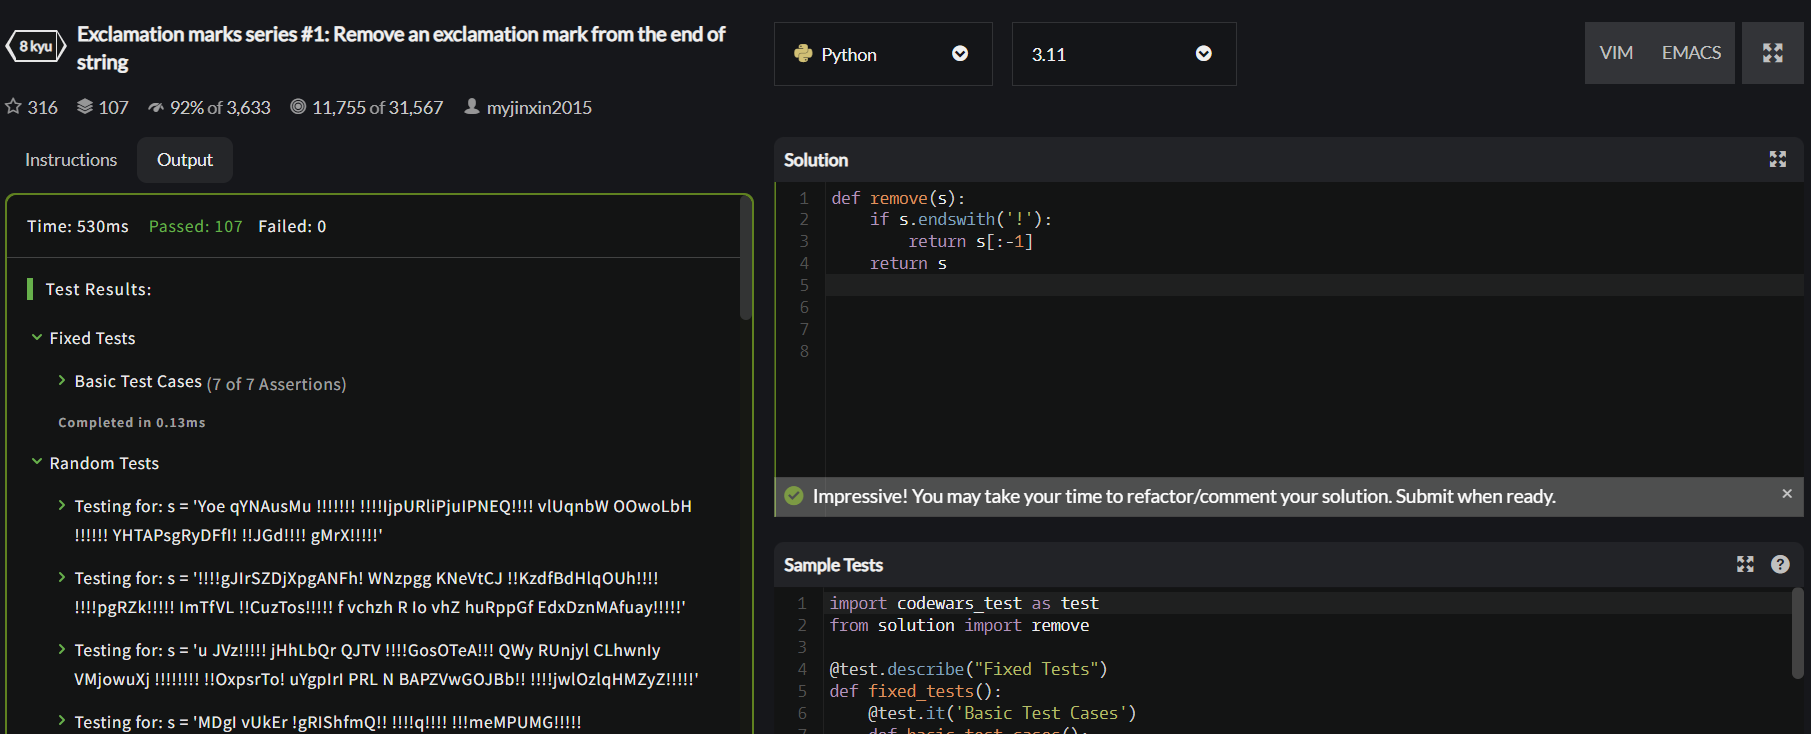 8 kyu
Exclamation marks series #1: Remove an exclamation mark from the end of
string
316 107 92% of 3,633 11,755 of 31,567 myjinxin2015
Instructions Output
Time: 530ms Passed: 107 Failed: 0
Test Results:
Fixed Tests
Basic Test Cases (7 of 7 Assertions)
Completed in 0.13ms
Random Tests
Testing for: s = 'Yoe qYNAusMu !!!!!!! !!!!!IjpURliPjuIPNEQ!!!! vlUqnbW OOwoLbH
!!!!!! YHTAPsgRyDFfI! !!JGd!!!! gMrX!!!!!'
Testing for: s = '!!!!gJIrSZDjXpgANFh! WNzpgg KNeVtCJ !!KzdfBdHlqOUh!!!!
!!!!pgRZk!!!!! ImTfVL !!CuzTos!!!!! f vchzh R Io vhZ huRppGf EdxDznMAfuay!!!!!'
Testing for: s = 'u JVz!!!!! jHhLbQr QJTV !!!!GosOTeA!!! QWy RUnjyl CLhwnIy
VMjowuXj !!!!!!!! !!OxpsrTo! uYgpIrI PRL N BAPZVwGOJBb!! !!!!jwlOzlqHMZyZ!!!!!'
Testing for: s = 'MDgI vUkEr !gRIShfmQ!! !!!!q!!!! !!!meMPUMG!!!!!
Python
3.11
VIM EMACS
Solution
1 def remove(s):
2 if s.endswith('!'):
3 return s[:-1]
4 return s
5
6
7
8
Impressive! You may take your time to refactor/comment your solution. Submit when ready.
Sample Tests
1 import codewars_test as test
2 from solution import remove
3
4 @test.describe("Fixed Tests")
5 def fixed_tests():
6 @test.it('Basic Test Cases')
7 def basic_test_cases():